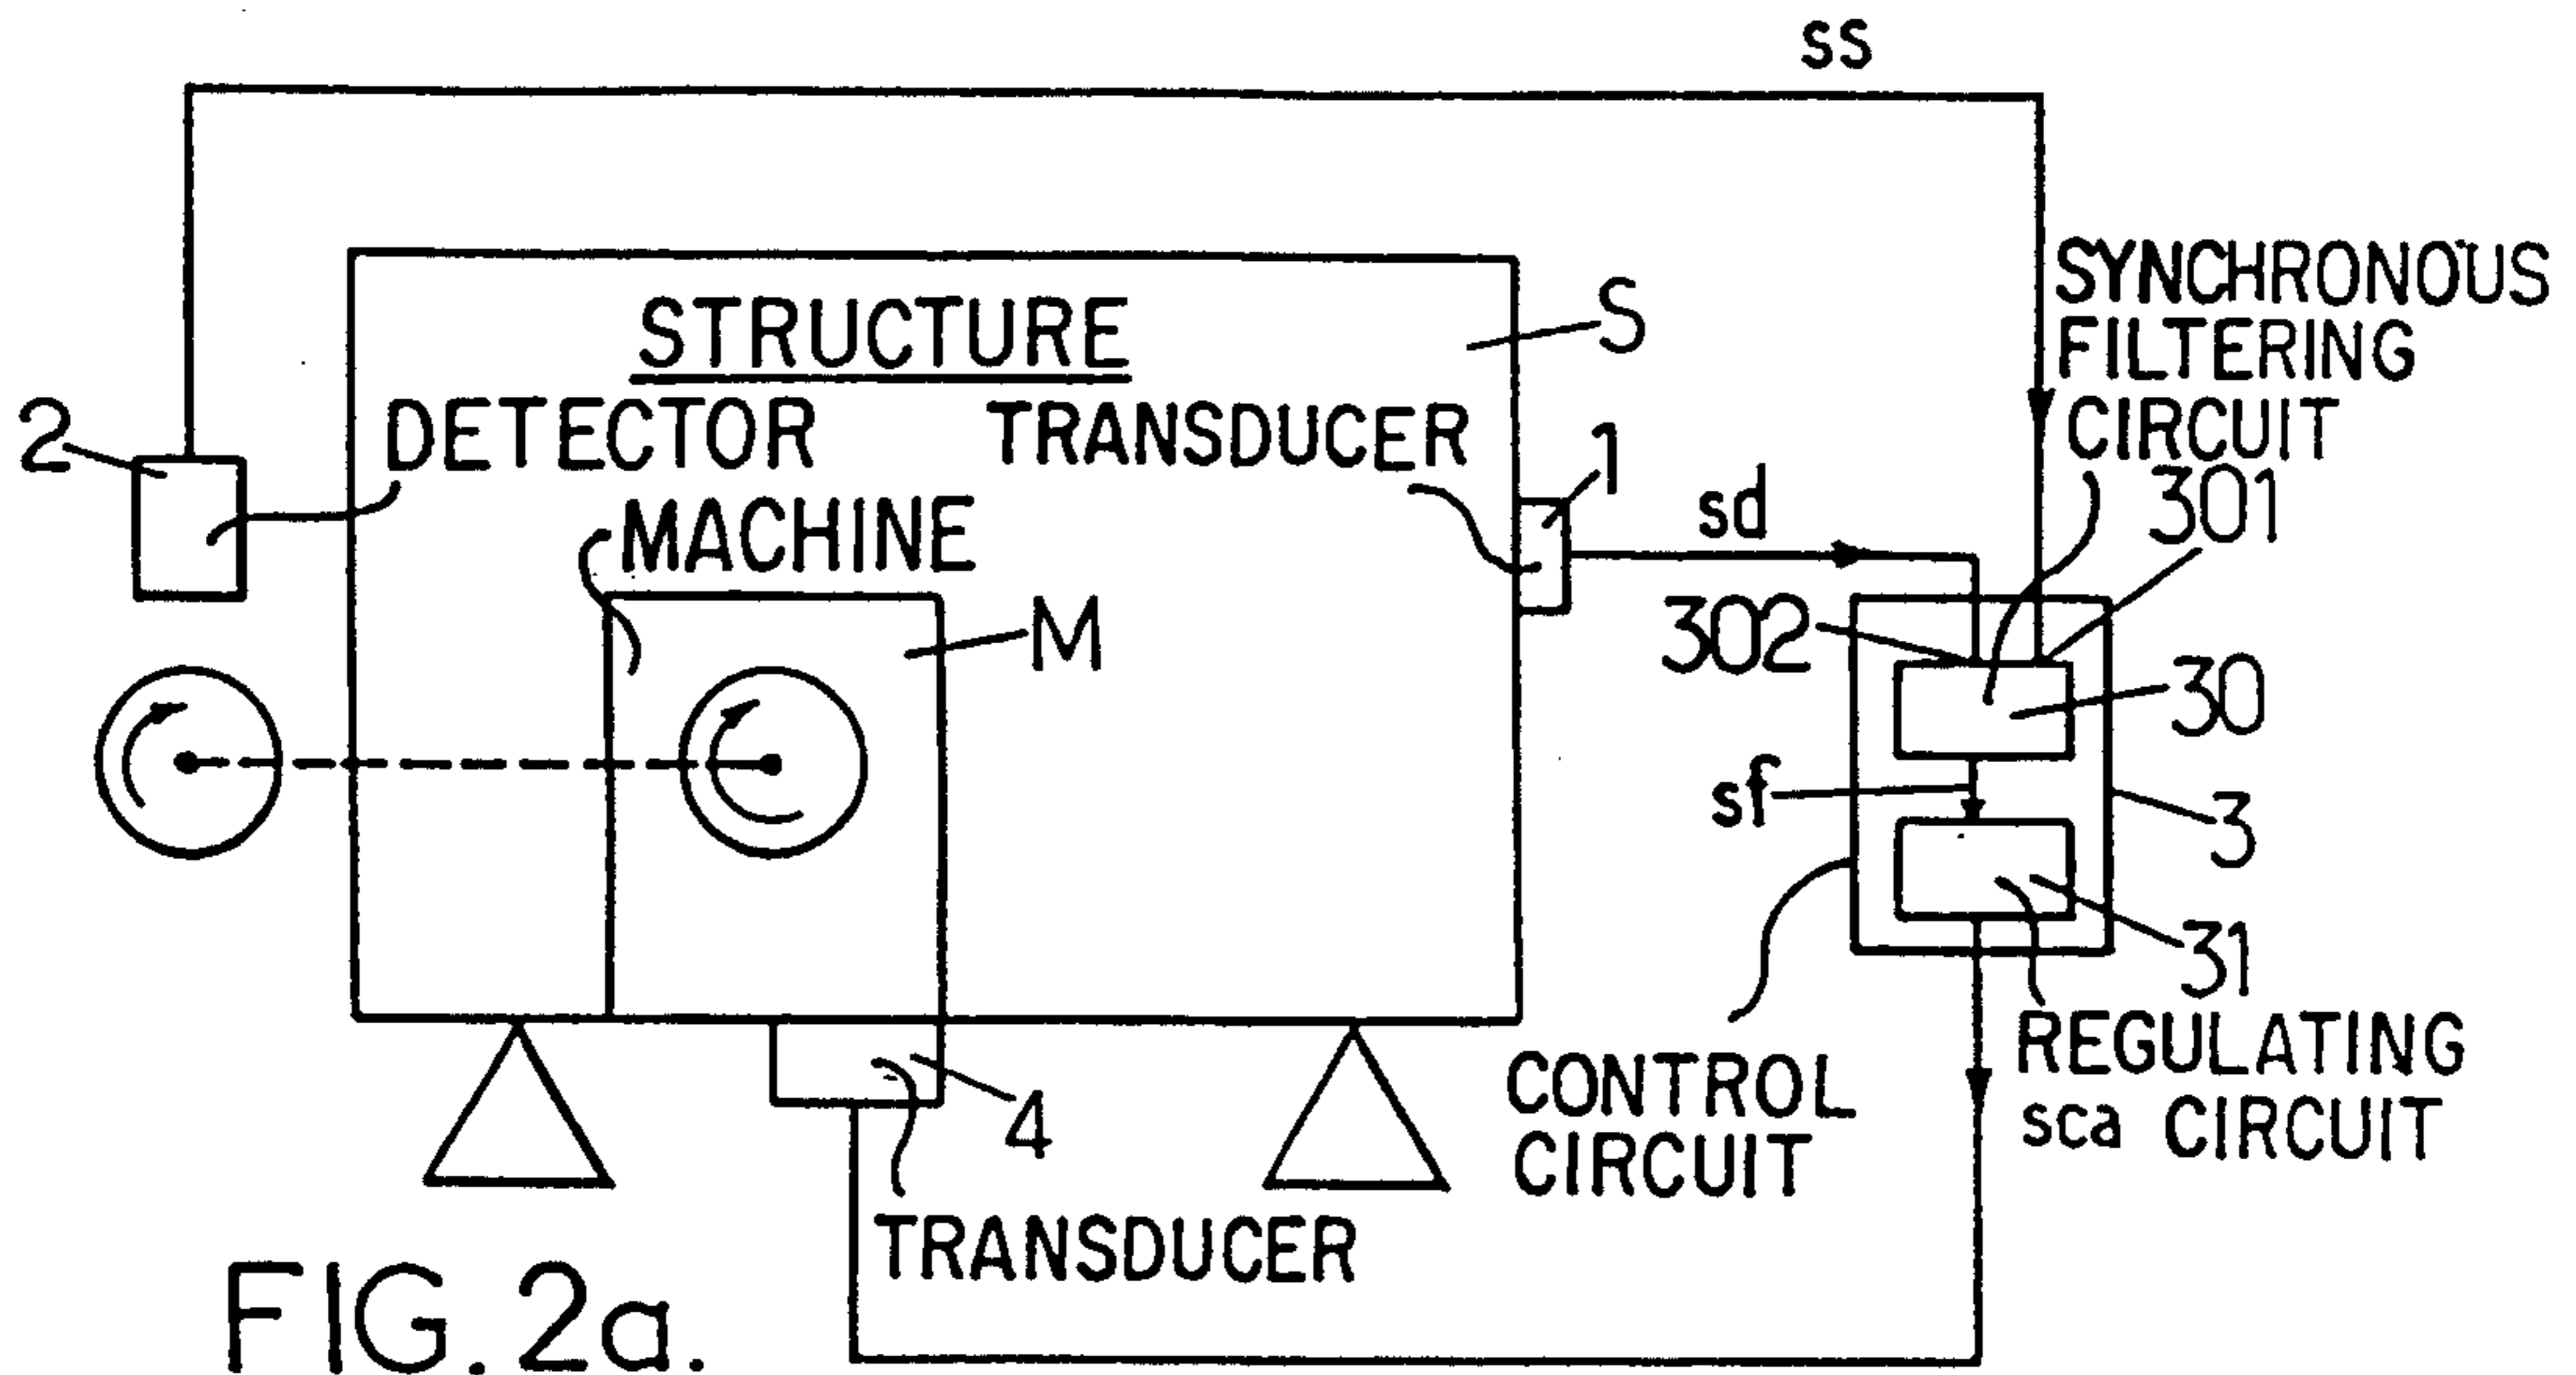 ss
SYNCHRONOUS
FILTERING
CIRCUIT
STRUCTURE
S
2
DETECTOR
TRANSDUCER
1
MACHINE
sd
301
M
302
30
sf
3
31
4
CONTROL
CIRCUIT
REGULATING
sca CIRCUIT
TRANSDUCER
FIG. 2a.